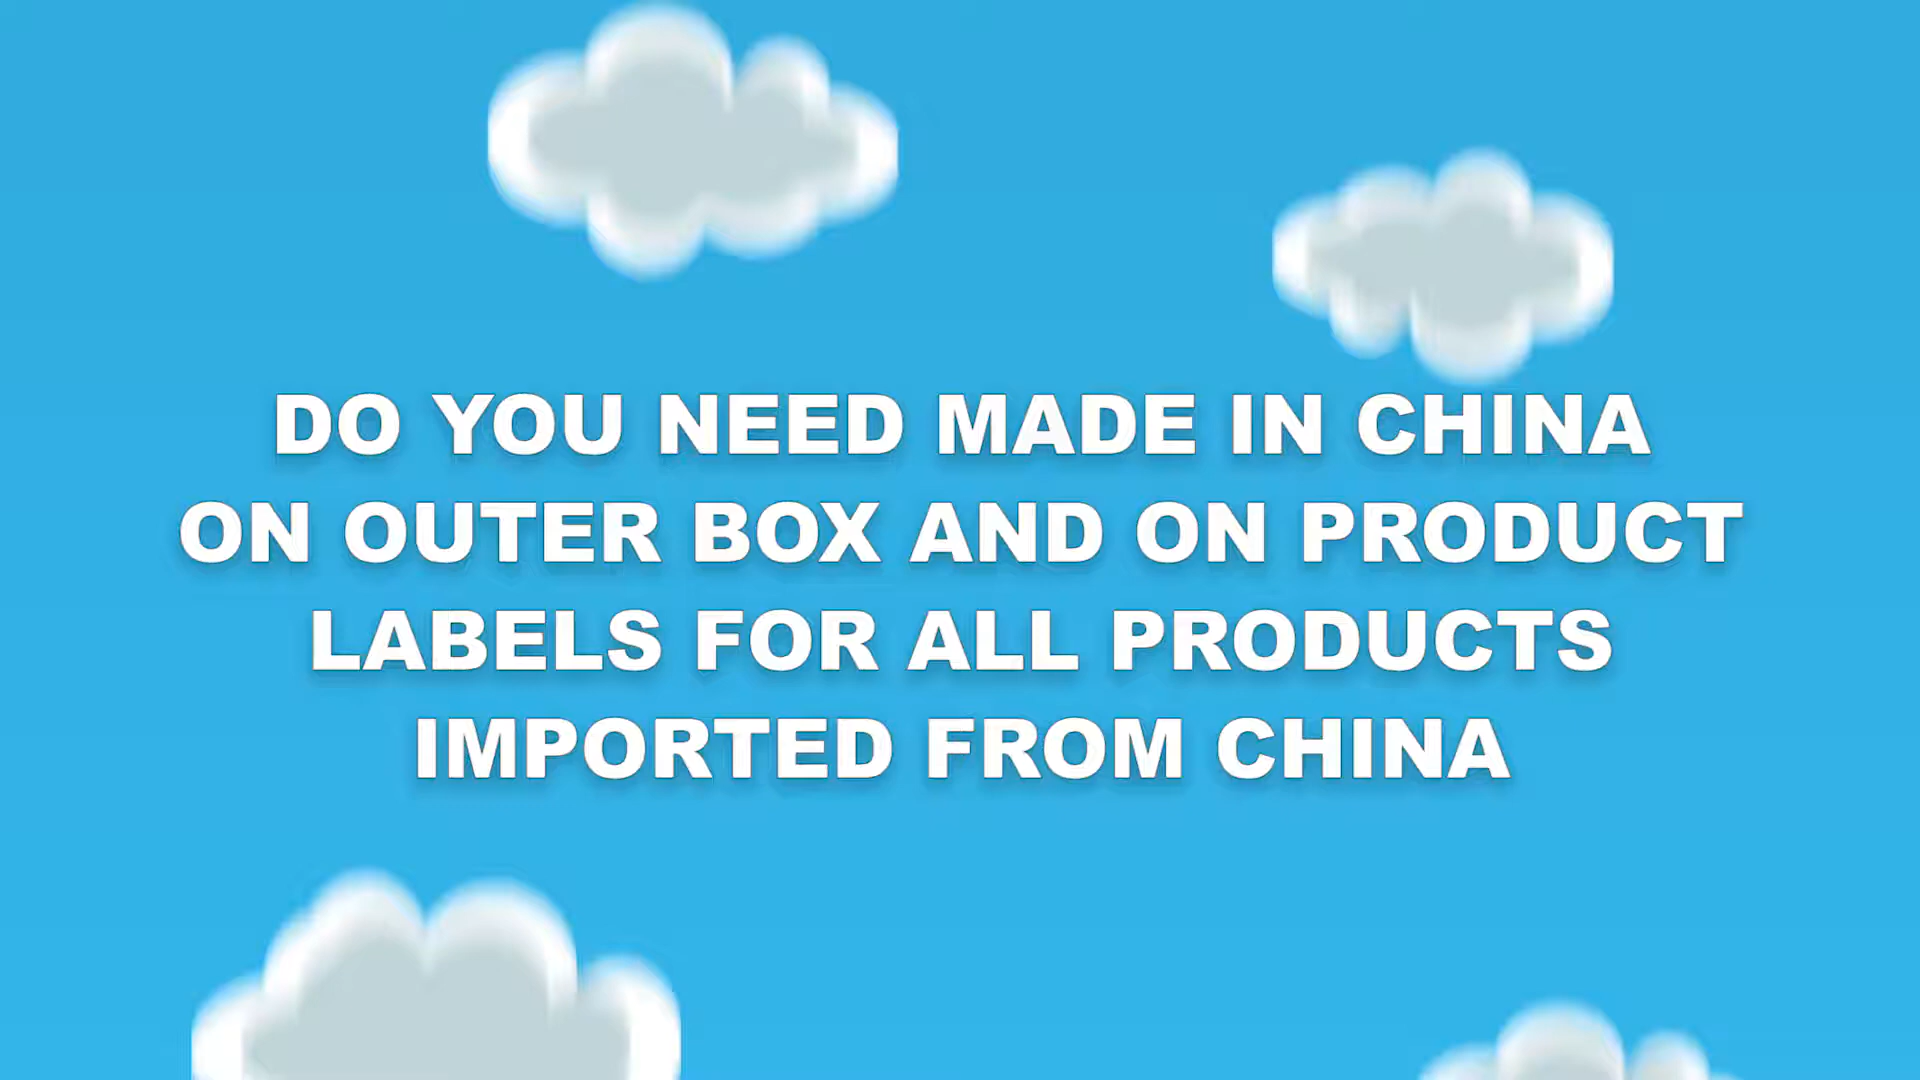 DO YOU NEED MADE IN CHINA
ON OUTER BOX AND ON PRODUCT
LABELS FOR ALL PRODUCTS
IMPORTED FROM CHINA